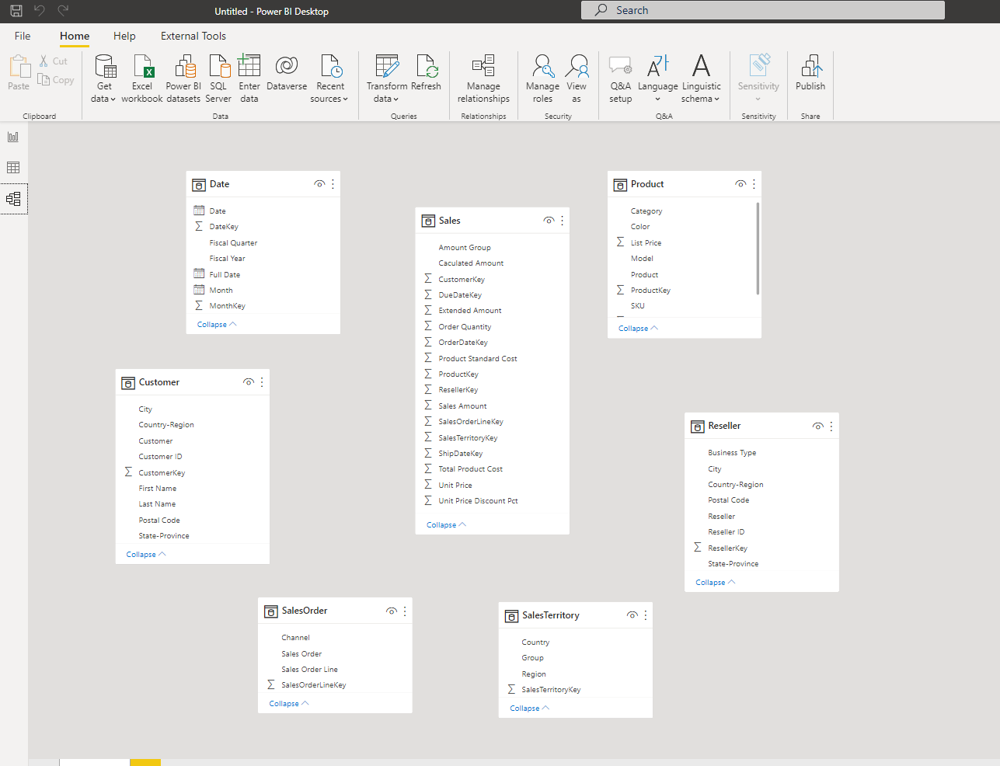 Untitled - Power BI Desktop
Search
File Home Help External Tools
Paste
Cut
Copy
Get data
Excel workbook
Power BI datasets
SQL Server
Enter data
Dataverse
Recent sources
Transform data
Refresh
Manage relationships
Manage roles
View as
Q&A setup
Language
Linguistic schema
Sensitivity
Publish
Clipboard
Data
Queries
Relationships
Security
Q&A
Sensitivity
Share
Date
Date
DateKey
Fiscal Quarter
Fiscal Year
Full Date
Month
MonthKey
Collapse
Sales
Amount Group
Caculated Amount
CustomerKey
DueDateKey
Extended Amount
Order Quantity
OrderDateKey
Product Standard Cost
ProductKey
ResellerKey
Sales Amount
SalesOrderLineKey
SalesTerritoryKey
ShipDateKey
Total Product Cost
Unit Price
Unit Price Discount Pct
Collapse
Product
Category
Color
List Price
Model
Product
ProductKey
SKU
Collapse
Customer
City
Country-Region
Customer
Customer ID
CustomerKey
First Name
Last Name
Postal Code
State-Province
Collapse
Reseller
Business Type
City
Country-Region
Postal Code
Reseller
Reseller ID
ResellerKey
State-Province
Collapse
SalesOrder
Channel
Sales Order
Sales Order Line
SalesOrderLineKey
Collapse
SalesTerritory
Country
Group
Region
SalesTerritoryKey
Collapse